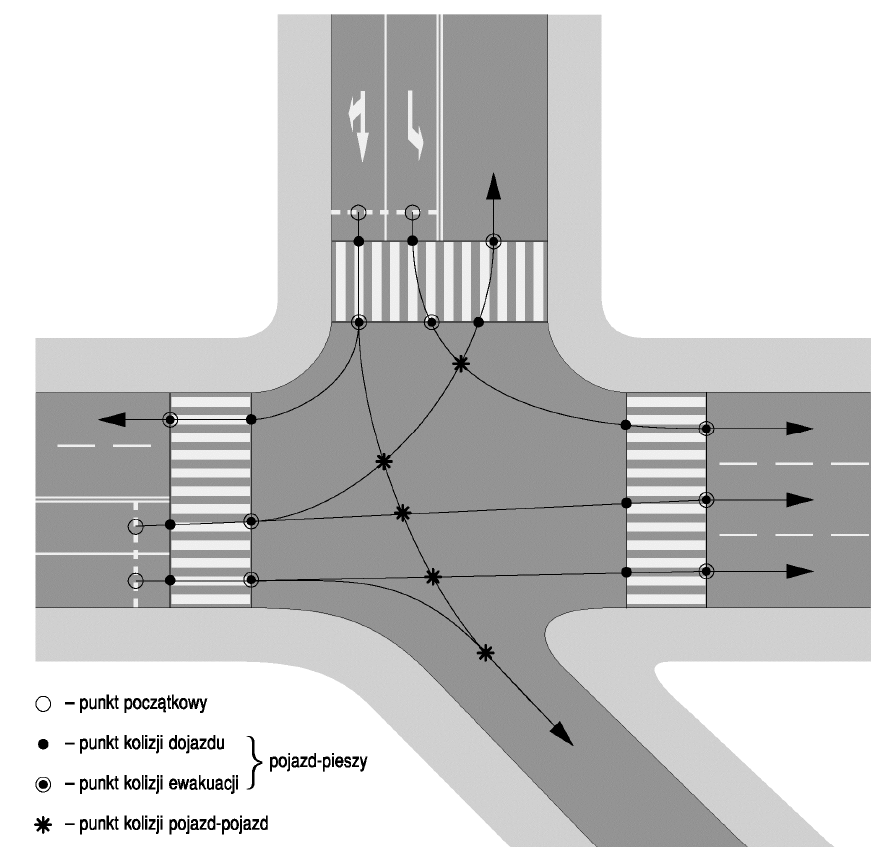 – punkt początkowy
– punkt kolizji dojazdu
pojazd-pieszy
– punkt kolizji ewakuacji
– punkt kolizji pojazd-pojazd